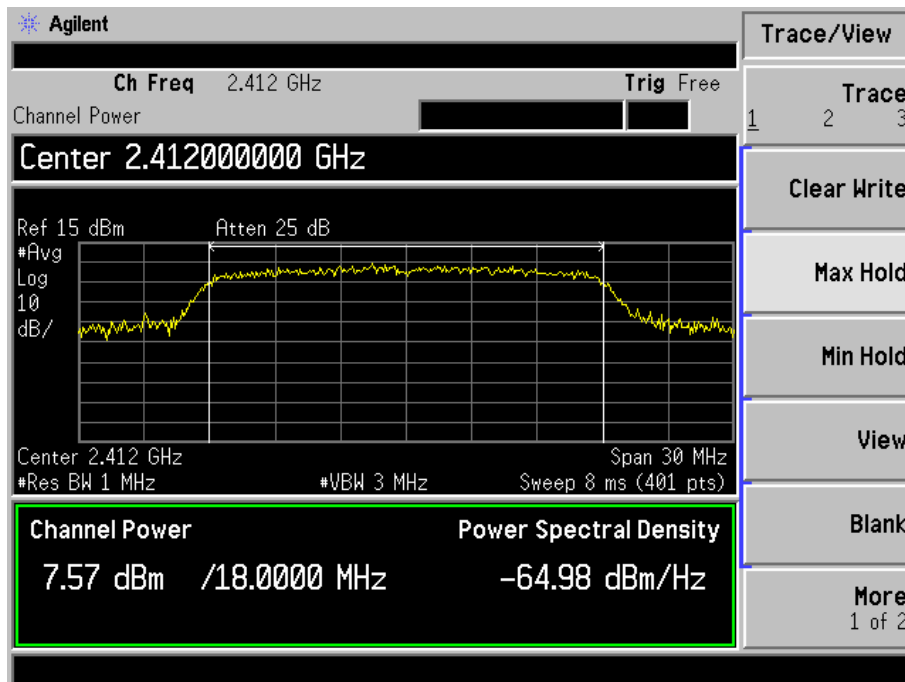 Agilent
Trace/View
Ch Freq 2.412 GHz Trig Free
Channel Power
Trace
1 2 3
Center 2.412000000 GHz
Clear Write
Ref 15 dBm Atten 25 dB
#Avg
Log
10
dB/
Max Hold
Min Hold
View
Center 2.412 GHz Span 30 MHz
#Res BW 1 MHz #VBW 3 MHz Sweep 8 ms (401 pts)
Channel Power Power Spectral Density
7.57 dBm /18.0000 MHz -64.98 dBm/Hz
Blank
More
1 of 2